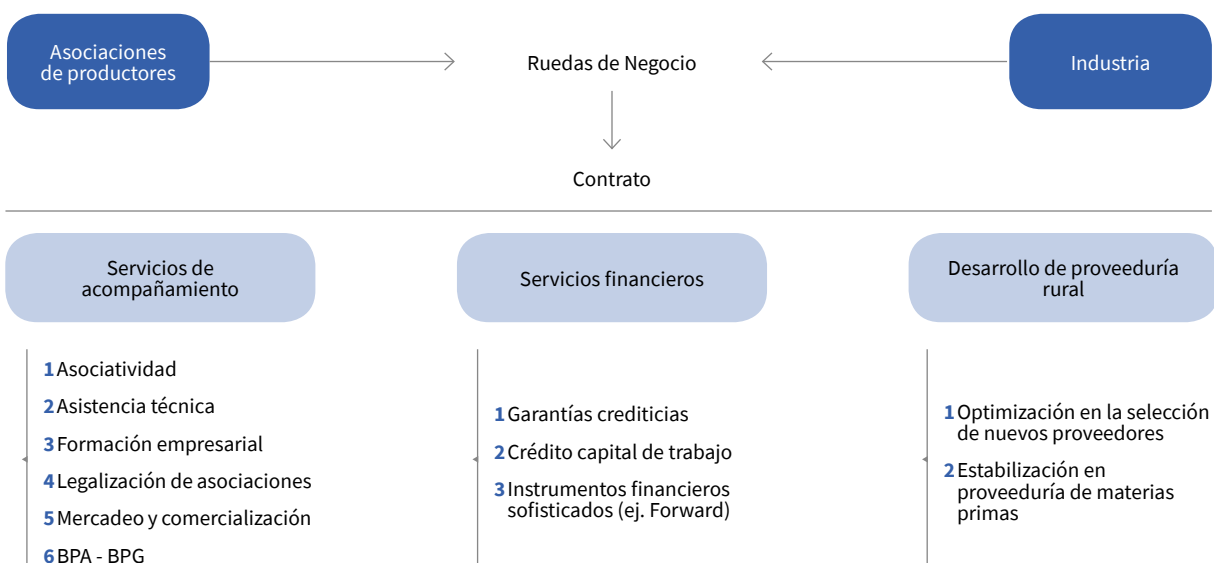 Asociaciones
de productores
Ruedas de Negocio
Industria
Contrato
Servicios de
acompañamiento
1 Asociatividad
2 Asistencia técnica
3 Formación empresarial
4 Legalización de asociaciones
5 Mercadeo y comercialización
6 BPA - BPG
Servicios financieros
1 Garantías crediticias
2 Crédito capital de trabajo
3 Instrumentos financieros
sofisticados (ej. Forward)
Desarrollo de proveeduría
rural
1 Optimización en la selección
de nuevos proveedores
2 Estabilización en
proveeduría de materias
primas